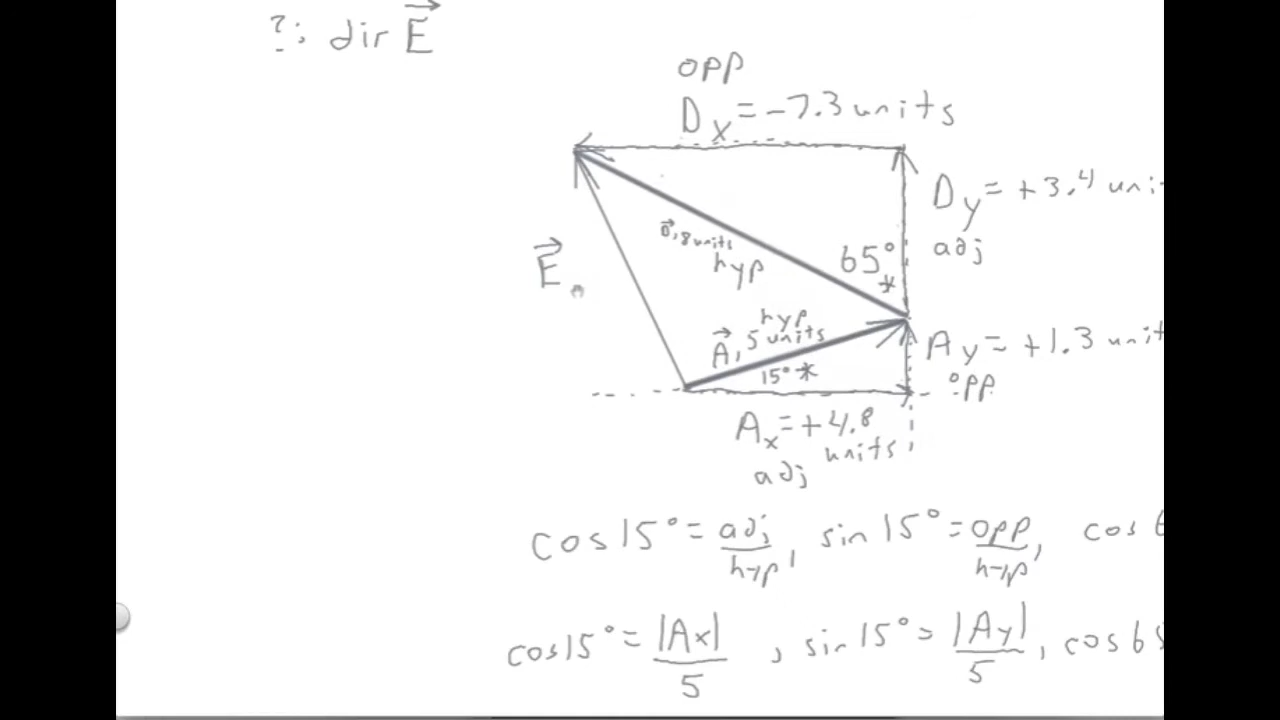 ?: dir E
opp
Dx = -7.3 units
Dy = +3.4 uni
adj
65°
*
D, 8 units
hyp
E
hyp
A, 5 units
15° *
Ay = +1.3 unit
opp
Ax = +4.8
units
adj
cos 15° = adj/hyp, sin 15° = opp/hyp, cos 6
cos 15° = |Ax|/5, sin 15° = |Ay|/5, cos 6